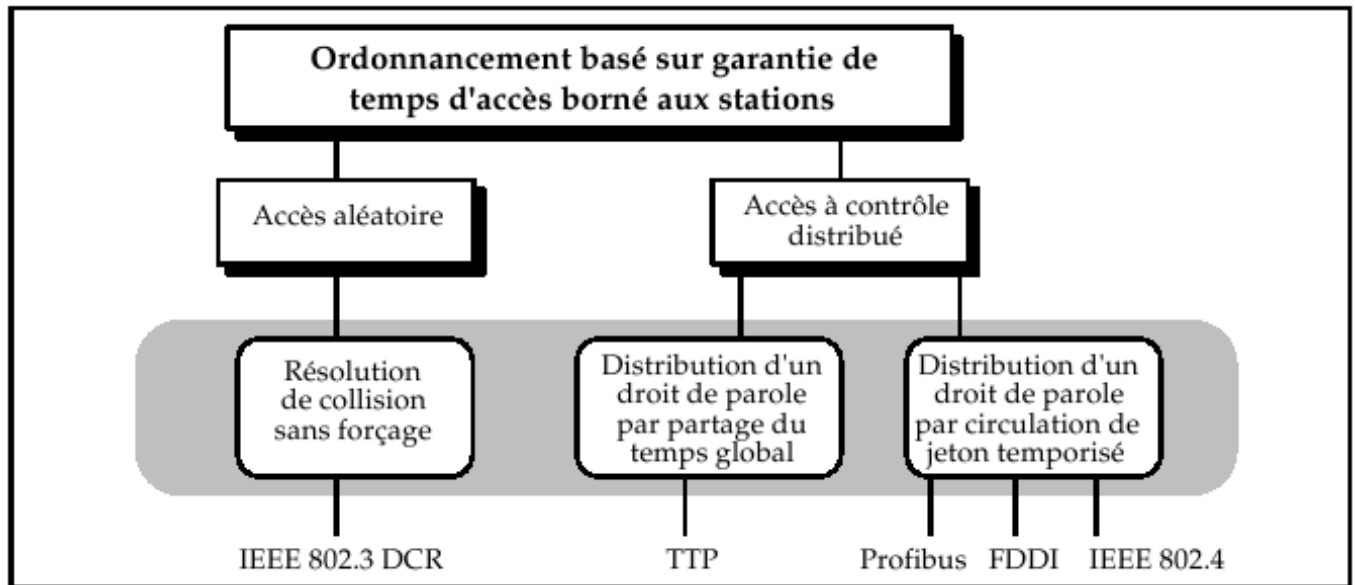 Ordonnancement basé sur garantie de
temps d'accès borné aux stations
Accès aléatoire
Accès à contrôle
distribué
Résolution
de collision
sans forçage
Distribution d'un
droit de parole
par partage du
temps global
Distribution d'un
droit de parole
par circulation de
jeton temporisé
IEEE 802.3 DCR
TTP
Profibus
FDDI
IEEE 802.4